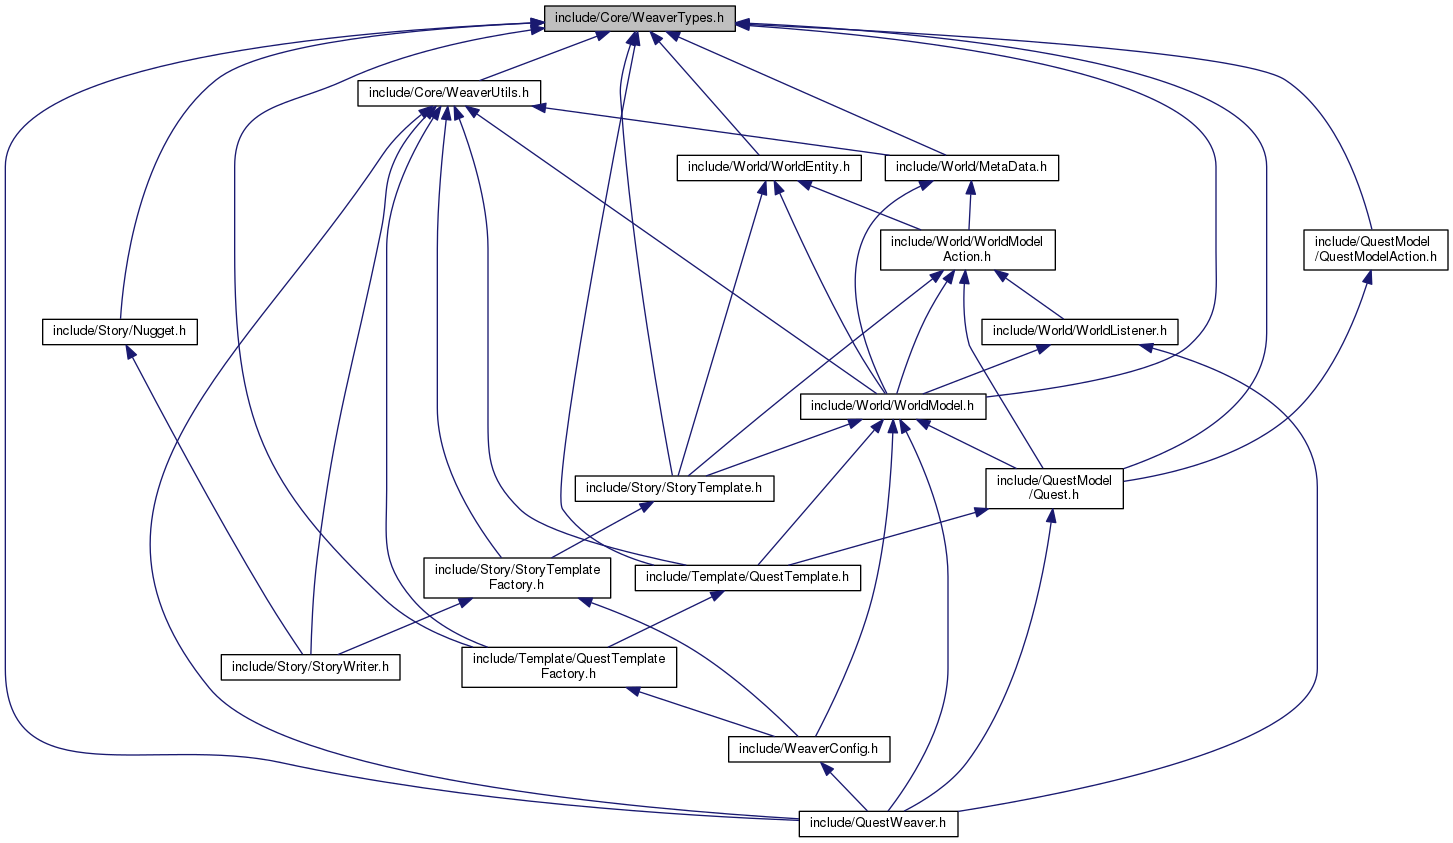 include/Core/WeaverTypes.h
include/Core/WeaverUtils.h
include/World/WorldEntity.h
include/World/MetaData.h
include/World/WorldModel
Action.h
include/QuestModel
/QuestModelAction.h
include/Story/Nugget.h
include/World/WorldListener.h
include/World/WorldModel.h
include/Story/StoryTemplate.h
include/QuestModel
/Quest.h
include/Story/StoryTemplate
Factory.h
include/Template/QuestTemplate.h
include/Story/StoryWriter.h
include/Template/QuestTemplate
Factory.h
include/WeaverConfig.h
include/QuestWeaver.h